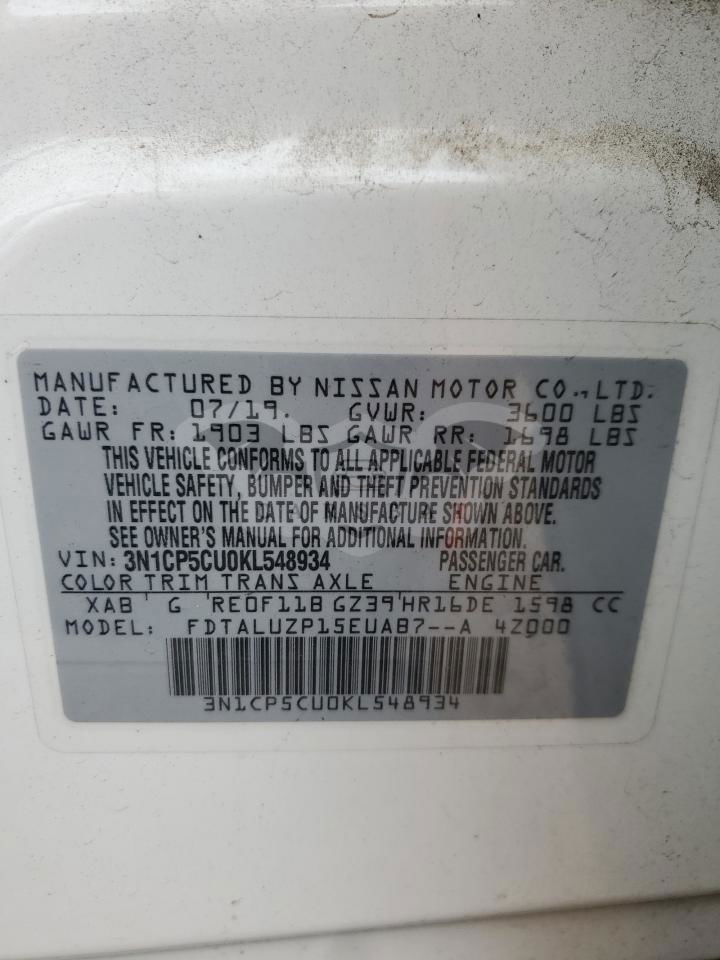 MANUFACTURED BY NISSAN MOTOR CO., LTD.
DATE: 07/19. GVWR: 3600 LBS
GAWR FR: 1903 LBS GAWR RR: 1698 LBS
THIS VEHICLE CONFORMS TO ALL APPLICABLE FEDERAL MOTOR
VEHICLE SAFETY, BUMPER AND THEFT PREVENTION STANDARDS
IN EFFECT ON THE DATE OF MANUFACTURE SHOWN ABOVE.
SEE OWNER'S MANUAL FOR ADDITIONAL INFORMATION.
VIN: 3N1CP5CU0KL548934 PASSENGER CAR.
COLOR TRIM TRANS AXLE ENGINE
XAB G RE0F11B GZ39 HR16DE 1598 CC
MODEL: FDTALUZP15EUAB7--A 4Z000
3N1CP5CU0KL548934